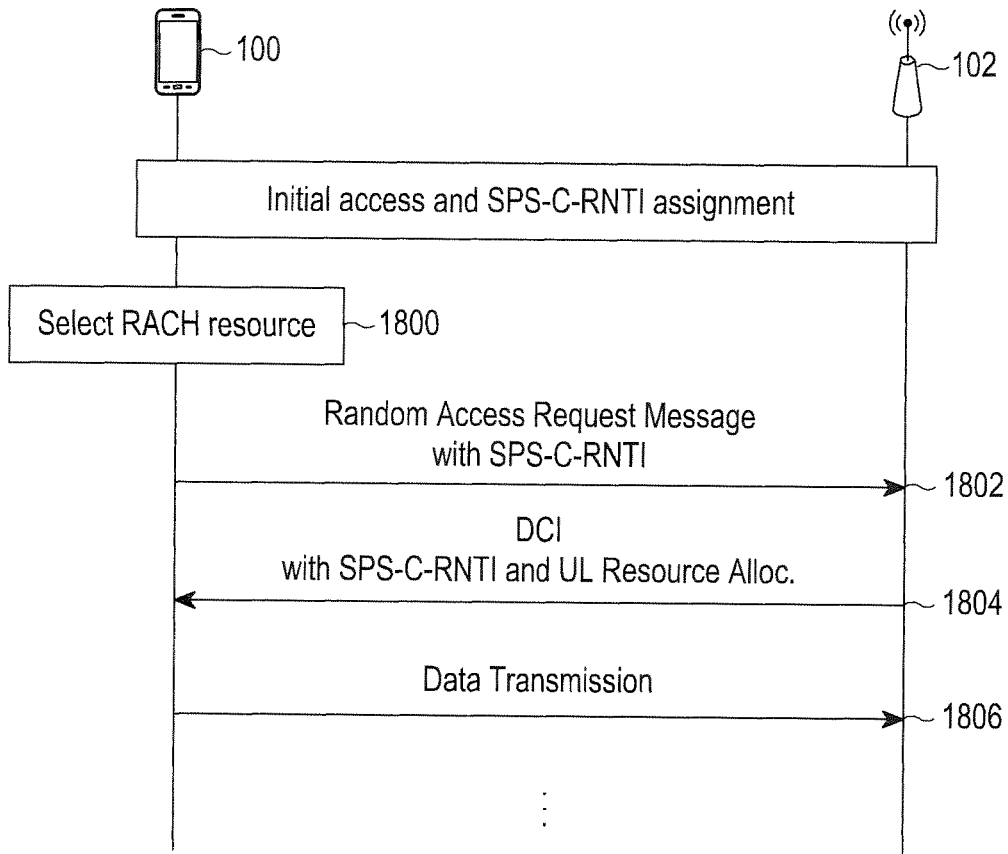 100
102
Initial access and SPS-C-RNTI assignment
Select RACH resource
1800
Random Access Request Message
with SPS-C-RNTI
1802
DCI
with SPS-C-RNTI and UL Resource Alloc.
1804
Data Transmission
1806